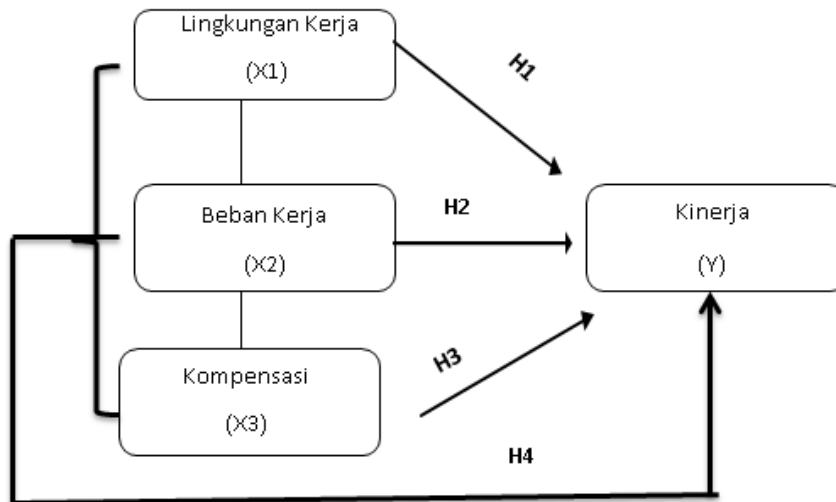 Lingkungan Kerja
(X1)
H1
Beban Kerja
(X2)
H2
Kinerja
(Y)
Kompensasi
(X3)
H3
H4